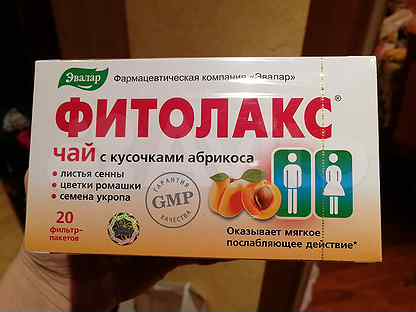 Эвалар
Фармацевтическая компания «Эвалар»
ФИТОЛАКС®
чай с кусочками абрикоса
• листья сенны
• цветки ромашки
• семена укропа
ГАРАНТИЯ
GMP
КАЧЕСТВА
20
фильтр-
пакетов
Оказывает мягкое
послабляющее действие*